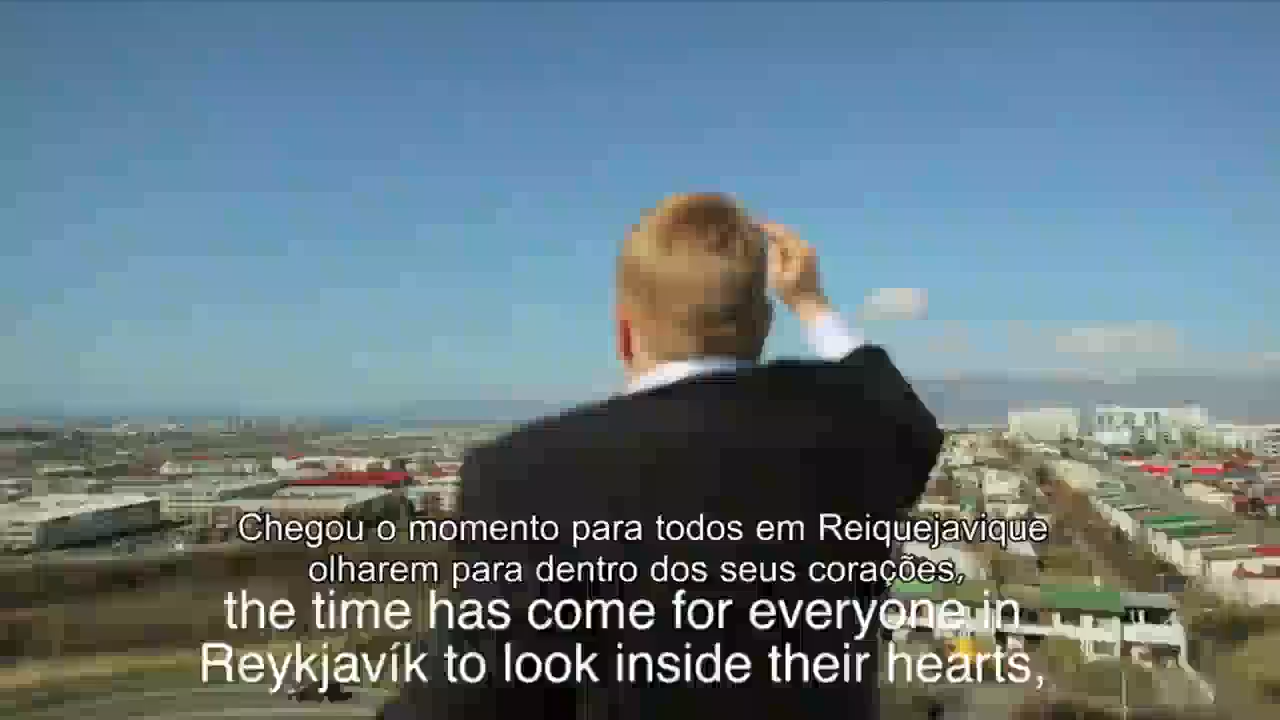 Chegou o momento para todos em Reiquejavique
olharem para dentro dos seus corações,
the time has come for everyone in
Reykjavík to look inside their hearts,